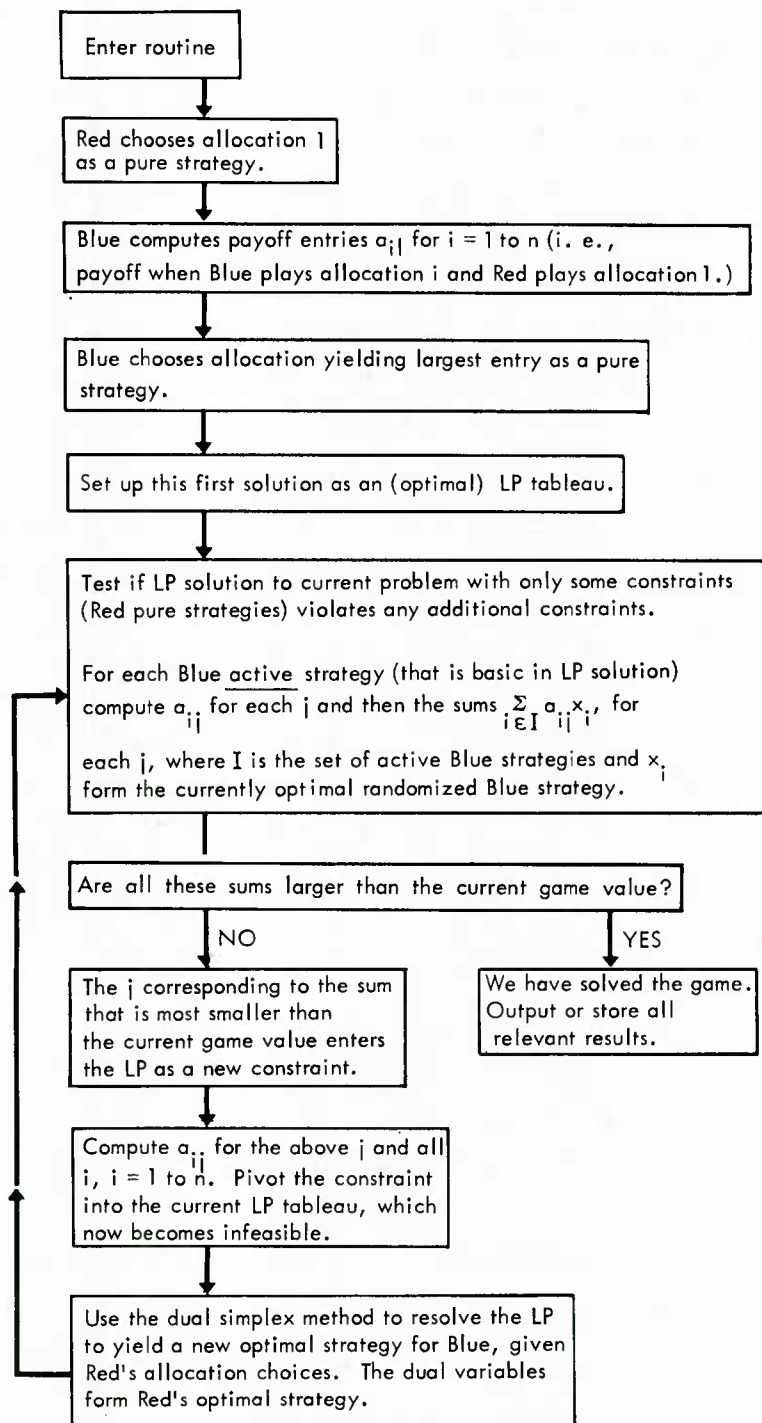 Enter routine
Red chooses allocation 1
as a pure strategy.
Blue computes payoff entries a_i1 for i = 1 to n (i. e.,
payoff when Blue plays allocation i and Red plays allocation 1.)
Blue chooses allocation yielding largest entry as a pure
strategy.
Set up this first solution as an (optimal) LP tableau.
Test if LP solution to current problem with only some constraints
(Red pure strategies) violates any additional constraints.
For each Blue active strategy (that is basic in LP solution)
compute a_ij for each j and then the sums Σ_{iεI} a_ij x_i, for
each j, where I is the set of active Blue strategies and x_i
form the currently optimal randomized Blue strategy.
Are all these sums larger than the current game value?
NO
YES
The j corresponding to the sum
that is most smaller than
the current game value enters
the LP as a new constraint.
We have solved the game.
Output or store all
relevant results.
Compute a_ij for the above j and all
i, i = 1 to n. Pivot the constraint
into the current LP tableau, which
now becomes infeasible.
Use the dual simplex method to resolve the LP
to yield a new optimal strategy for Blue, given
Red's allocation choices. The dual variables
form Red's optimal strategy.